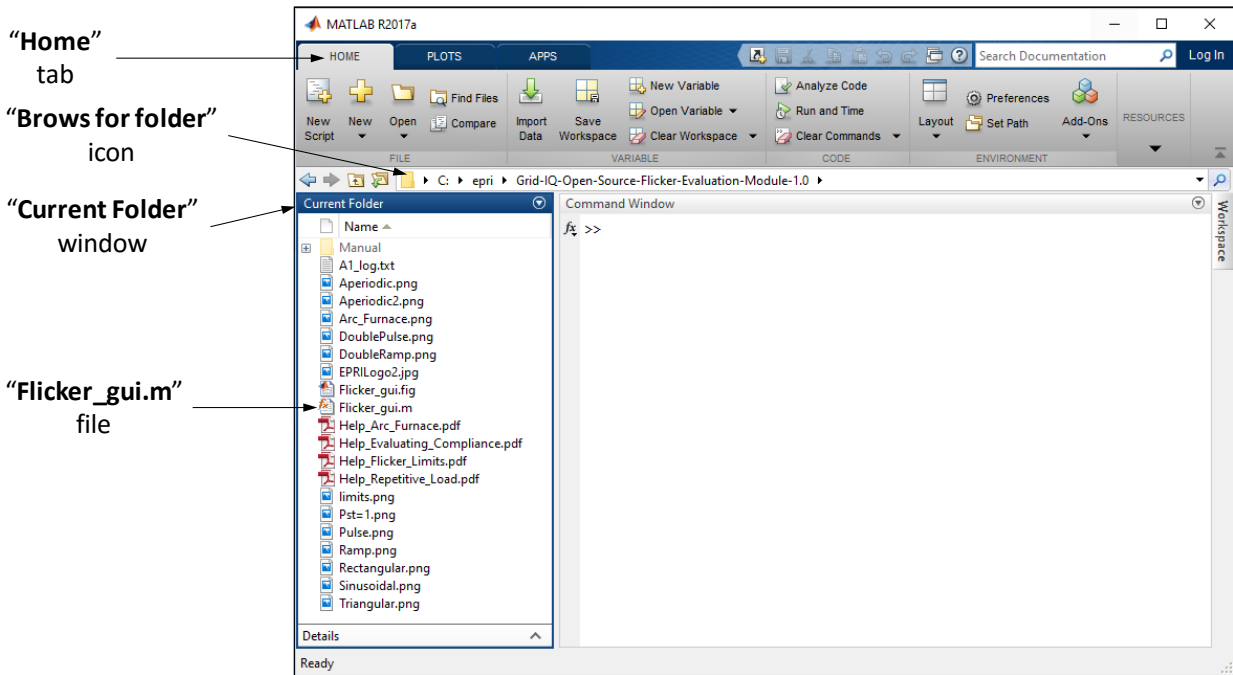 MATLAB R2017a
“Home”
tab
HOME PLOTS APPS Search Documentation Log In
New Script
New
Open
Find Files
Compare
Import Data
Save Workspace
New Variable
Open Variable
Clear Workspace
Analyze Code
Run and Time
Clear Commands
Layout
Preferences
Set Path
Add-Ons
RESOURCES
FILE VARIABLE CODE ENVIRONMENT
“Brows for folder”
icon
C: epri Grid-IQ-Open-Source-Flicker-Evaluation-Module-1.0
“Current Folder”
window
Current Folder
Name
Manual
A1_log.txt
Aperiodic.png
Aperiodic2.png
Arc_Furnace.png
DoublePulse.png
DoubleRamp.png
EPRILogo2.jpg
Flicker_gui.fig
Flicker_gui.m
Help_Arc_Furnace.pdf
Help_Evaluating_Compliance.pdf
Help_Flicker_Limits.pdf
Help_Repetitive_Load.pdf
limits.png
Pst=1.png
Pulse.png
Ramp.png
Rectangular.png
Sinusoidal.png
Triangular.png
“Flicker_gui.m”
file
Details
Command Window
fx >>
Workspace
Ready